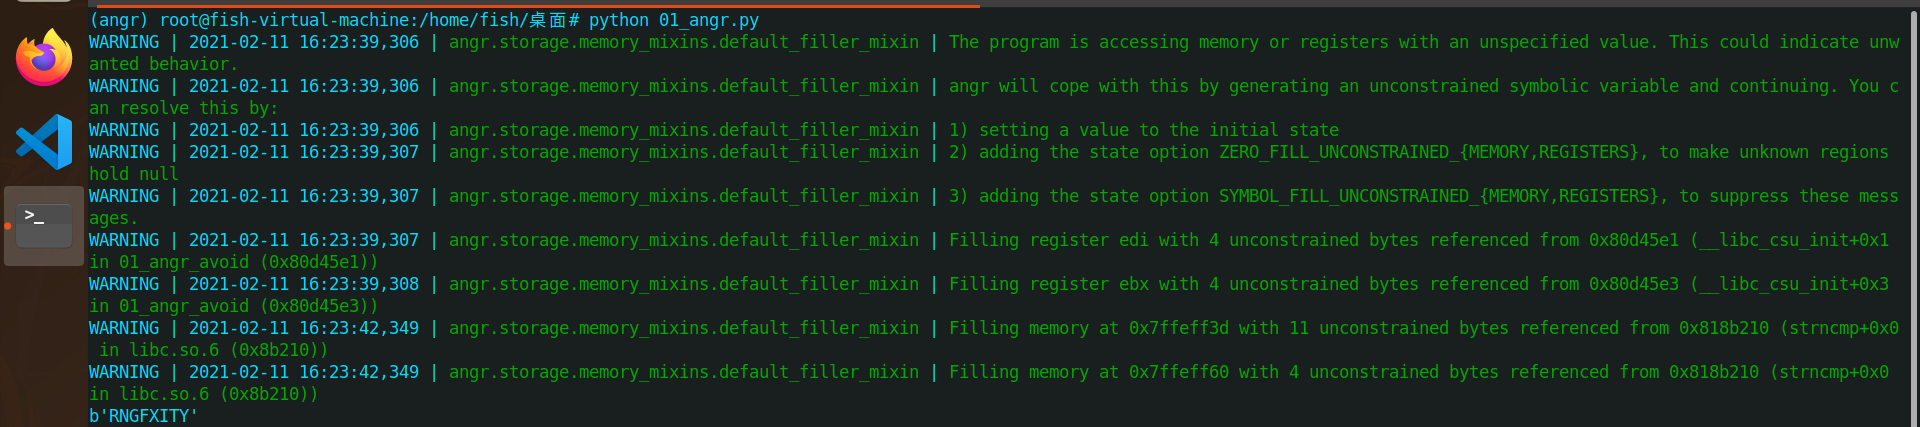 (angr) root@fish-virtual-machine:/home/fish/桌面# python 01_angr.py
WARNING | 2021-02-11 16:23:39,306 | angr.storage.memory_mixins.default_filler_mixin | The program is accessing memory or registers with an unspecified value. This could indicate unw
anted behavior.
WARNING | 2021-02-11 16:23:39,306 | angr.storage.memory_mixins.default_filler_mixin | angr will cope with this by generating an unconstrained symbolic variable and continuing. You c
an resolve this by:
WARNING | 2021-02-11 16:23:39,306 | angr.storage.memory_mixins.default_filler_mixin | 1) setting a value to the initial state
WARNING | 2021-02-11 16:23:39,307 | angr.storage.memory_mixins.default_filler_mixin | 2) adding the state option ZERO_FILL_UNCONSTRAINED_{MEMORY,REGISTERS}, to make unknown regions
hold null
WARNING | 2021-02-11 16:23:39,307 | angr.storage.memory_mixins.default_filler_mixin | 3) adding the state option SYMBOL_FILL_UNCONSTRAINED_{MEMORY,REGISTERS}, to suppress these mess
ages.
WARNING | 2021-02-11 16:23:39,307 | angr.storage.memory_mixins.default_filler_mixin | Filling register edi with 4 unconstrained bytes referenced from 0x80d45e1 (__libc_csu_init+0x1
in 01_angr_avoid (0x80d45e1))
WARNING | 2021-02-11 16:23:39,308 | angr.storage.memory_mixins.default_filler_mixin | Filling register ebx with 4 unconstrained bytes referenced from 0x80d45e3 (__libc_csu_init+0x3
in 01_angr_avoid (0x80d45e3))
WARNING | 2021-02-11 16:23:42,349 | angr.storage.memory_mixins.default_filler_mixin | Filling memory at 0x7ffeff3d with 11 unconstrained bytes referenced from 0x818b210 (strncmp+0x0
 in libc.so.6 (0x8b210))
WARNING | 2021-02-11 16:23:42,349 | angr.storage.memory_mixins.default_filler_mixin | Filling memory at 0x7ffeff60 with 4 unconstrained bytes referenced from 0x818b210 (strncmp+0x0
in libc.so.6 (0x8b210))
b'RNGFXITY'